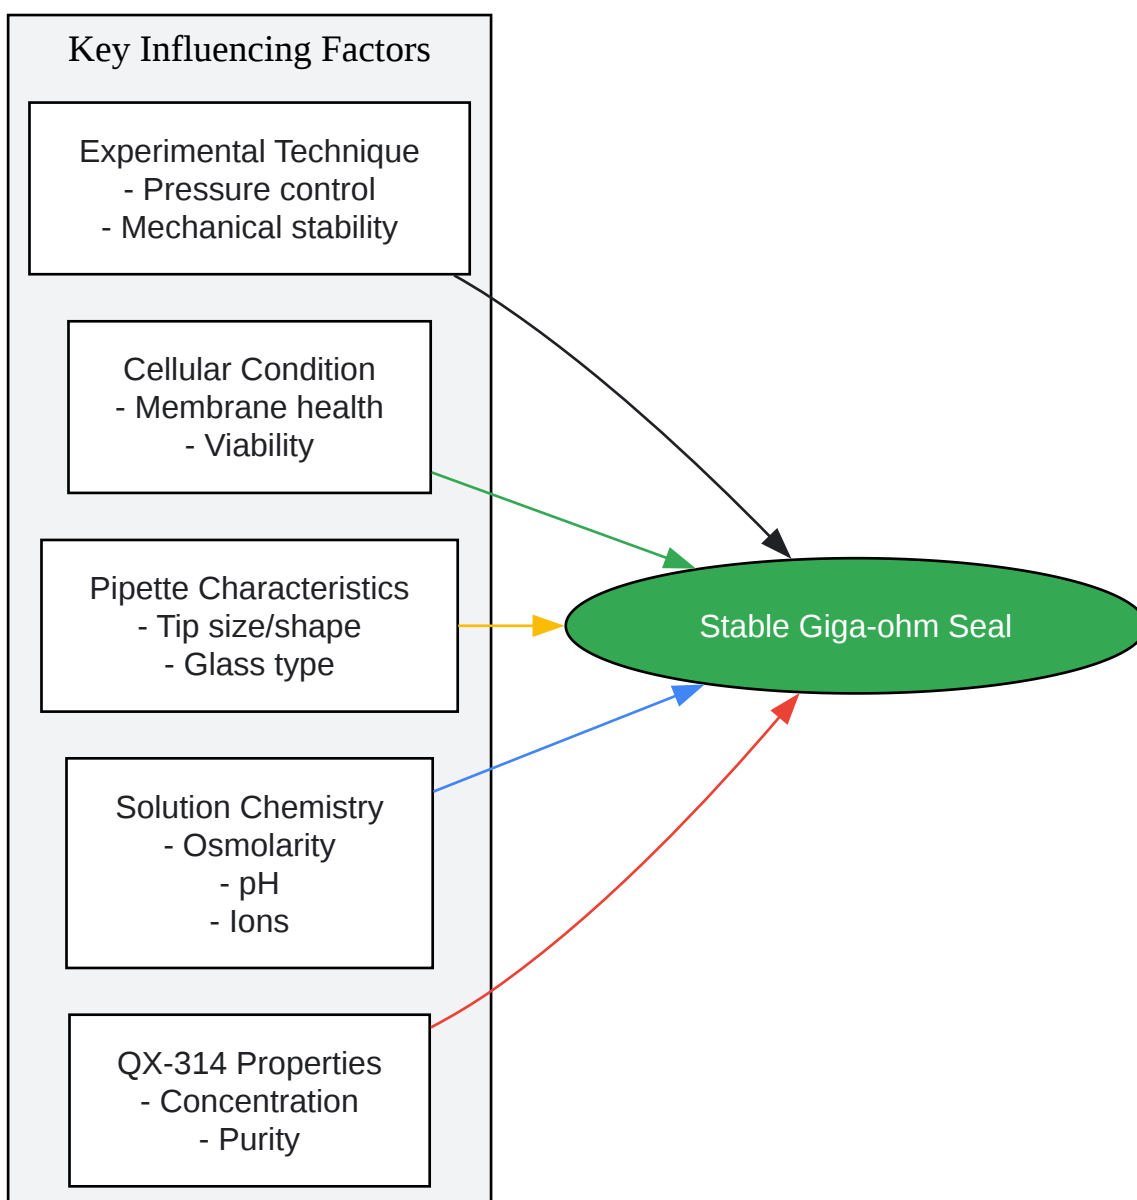 Key Influencing Factors
Experimental Technique
- Pressure control
- Mechanical stability
Cellular Condition
- Membrane health
- Viability
Pipette Characteristics
- Tip size/shape
- Glass type
Stable Giga-ohm Seal
Solution Chemistry
- Osmolarity
- pH
- Ions
QX-314 Properties
- Concentration
- Purity